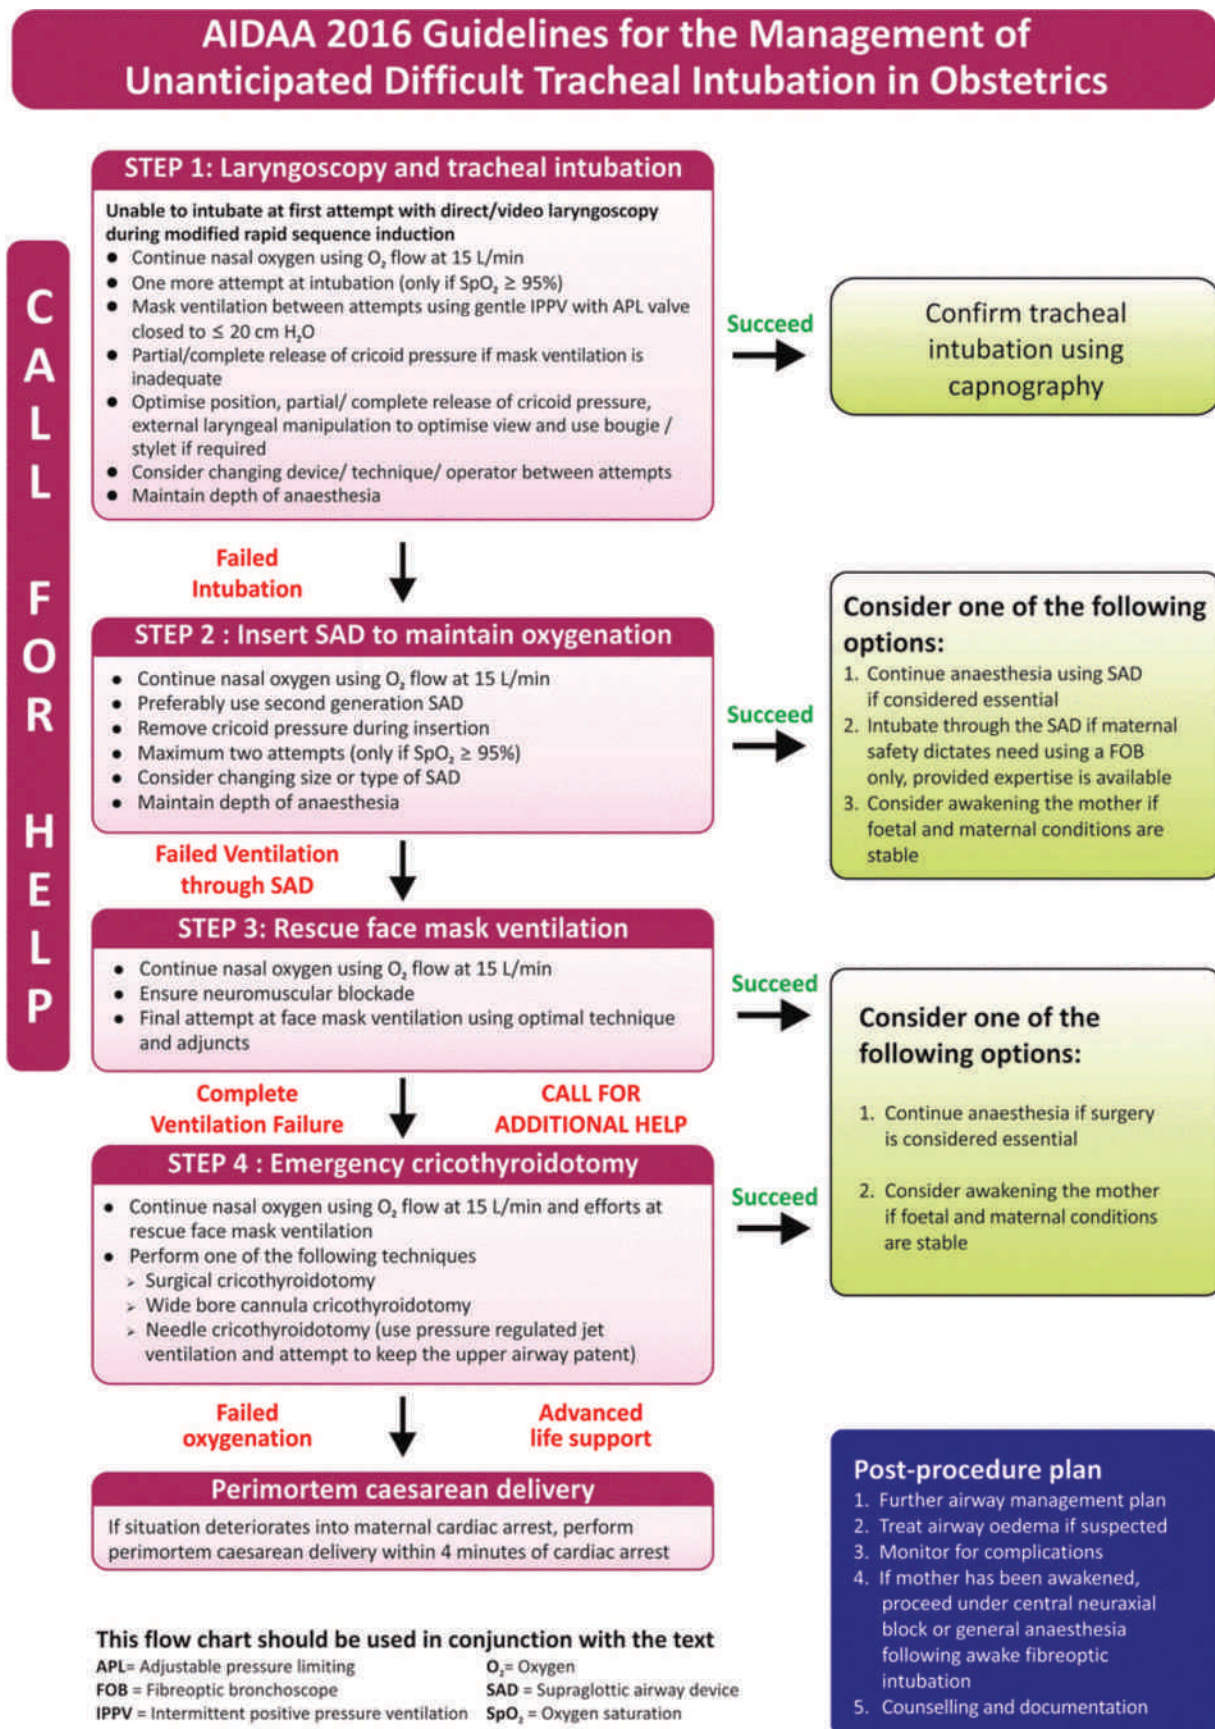 AIDAA 2016 Guidelines for the Management of
Unanticipated Difficult Tracheal Intubation in Obstetrics
CALL FOR HELP
STEP 1: Laryngoscopy and tracheal intubation
Unable to intubate at first attempt with direct/video laryngoscopy
during modified rapid sequence induction
● Continue nasal oxygen using O₂ flow at 15 L/min
● One more attempt at intubation (only if SpO₂ ≥ 95%)
● Mask ventilation between attempts using gentle IPPV with APL valve
closed to ≤ 20 cm H₂O
● Partial/complete release of cricoid pressure if mask ventilation is
inadequate
● Optimise position, partial/ complete release of cricoid pressure,
external laryngeal manipulation to optimise view and use bougie /
stylet if required
● Consider changing device/ technique/ operator between attempts
● Maintain depth of anaesthesia
Succeed
Confirm tracheal
intubation using
capnography
Failed
Intubation
STEP 2 : Insert SAD to maintain oxygenation
● Continue nasal oxygen using O₂ flow at 15 L/min
● Preferably use second generation SAD
● Remove cricoid pressure during insertion
● Maximum two attempts (only if SpO₂ ≥ 95%)
● Consider changing size or type of SAD
● Maintain depth of anaesthesia
Succeed
Consider one of the following
options:
1. Continue anaesthesia using SAD
if considered essential
2. Intubate through the SAD if maternal
safety dictates need using a FOB
only, provided expertise is available
3. Consider awakening the mother if
foetal and maternal conditions are
stable
Failed Ventilation
through SAD
STEP 3: Rescue face mask ventilation
● Continue nasal oxygen using O₂ flow at 15 L/min
● Ensure neuromuscular blockade
● Final attempt at face mask ventilation using optimal technique
and adjuncts
Succeed
Complete
Ventilation Failure
CALL FOR
ADDITIONAL HELP
STEP 4 : Emergency cricothyroidotomy
● Continue nasal oxygen using O₂ flow at 15 L/min and efforts at
rescue face mask ventilation
● Perform one of the following techniques
➢ Surgical cricothyroidotomy
➢ Wide bore cannula cricothyroidotomy
➢ Needle cricothyroidotomy (use pressure regulated jet
ventilation and attempt to keep the upper airway patent)
Succeed
Consider one of the
following options:
1. Continue anaesthesia if surgery
is considered essential
2. Consider awakening the mother
if foetal and maternal conditions
are stable
Failed
oxygenation
Advanced
life support
Perimortem caesarean delivery
If situation deteriorates into maternal cardiac arrest, perform
perimortem caesarean delivery within 4 minutes of cardiac arrest
Post-procedure plan
1. Further airway management plan
2. Treat airway oedema if suspected
3. Monitor for complications
4. If mother has been awakened,
proceed under central neuraxial
block or general anaesthesia
following awake fibreoptic
intubation
5. Counselling and documentation
This flow chart should be used in conjunction with the text
APL= Adjustable pressure limiting
O₂= Oxygen
FOB = Fibreoptic bronchoscope
SAD = Supraglottic airway device
IPPV = Intermittent positive pressure ventilation
SpO₂ = Oxygen saturation